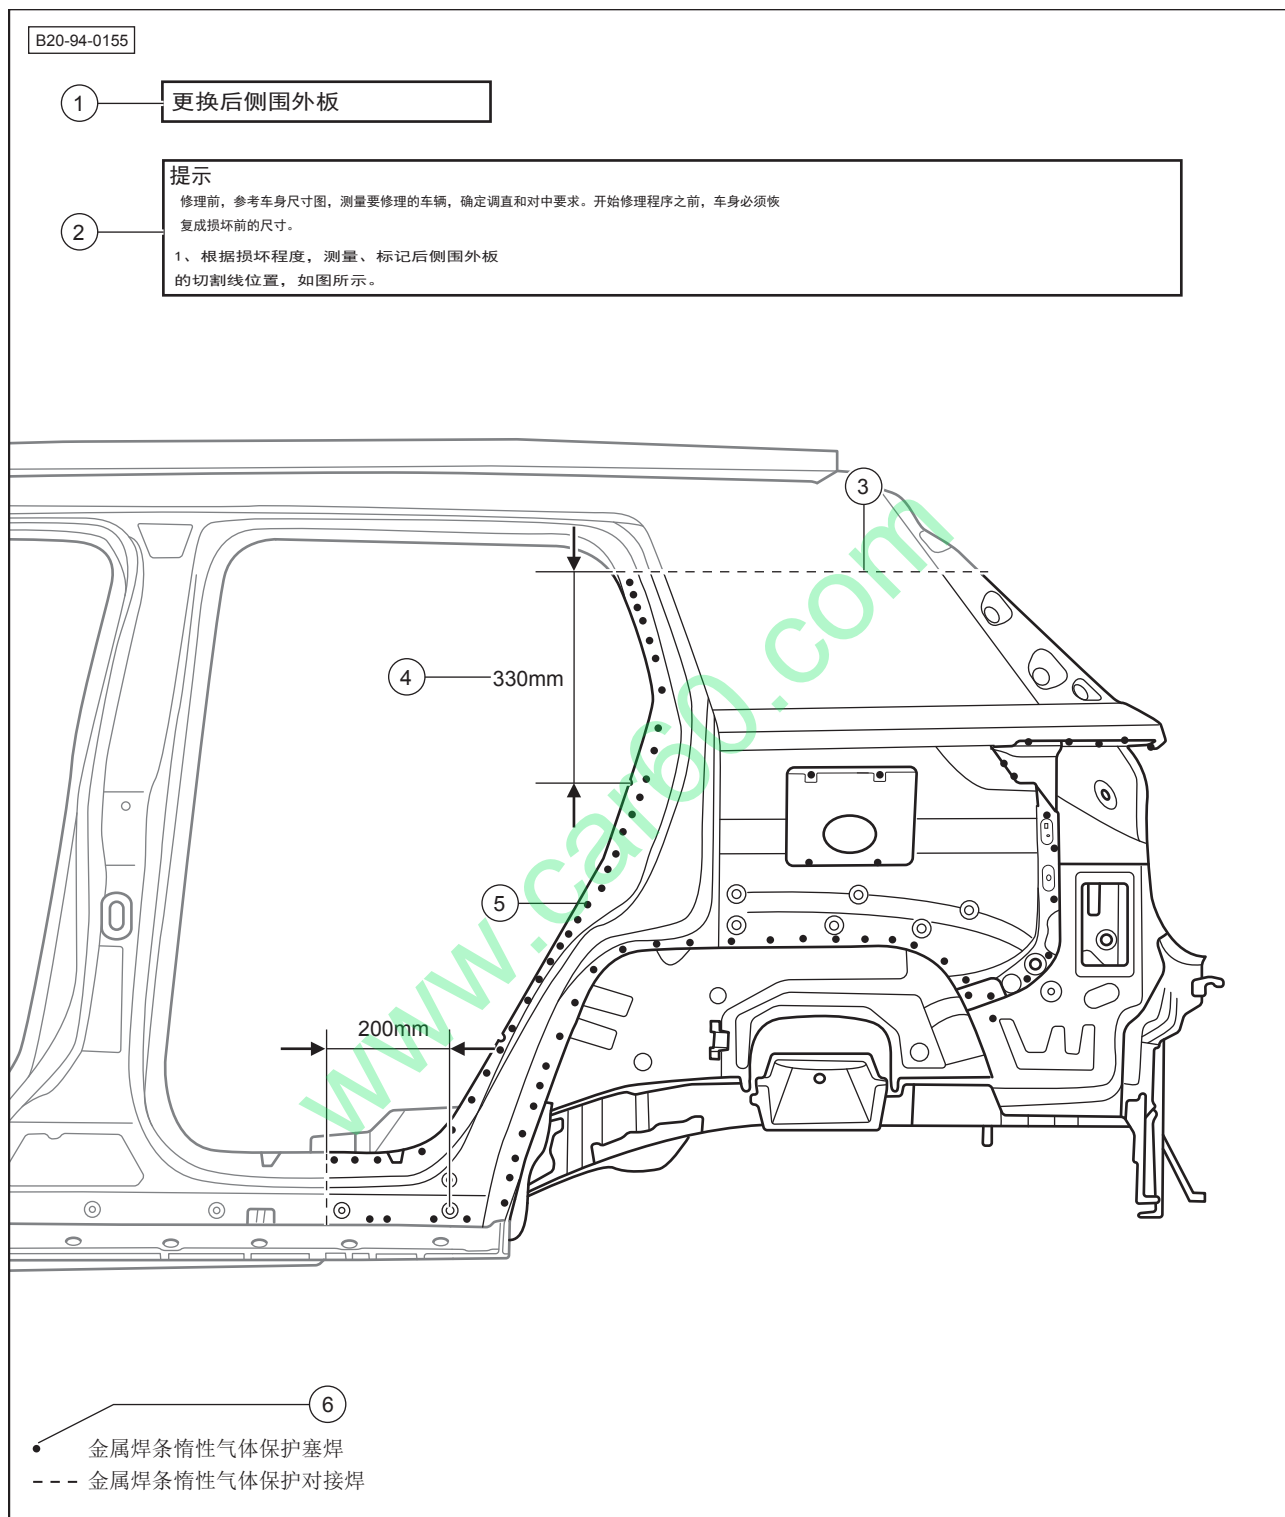 B20-94-0155
1
更换后侧围外板
提示
修理前，参考车身尺寸图，测量要修理的车辆，确定调直和对中要求。开始修理程序之前，车身必须恢
复成损坏前的尺寸。
2
1、根据损坏程度，测量、标记后侧围外板
的切割线位置，如图所示。
3
4
330mm
5
200mm
www.car60.com
6
金属焊条惰性气体保护塞焊
金属焊条惰性气体保护对接焊